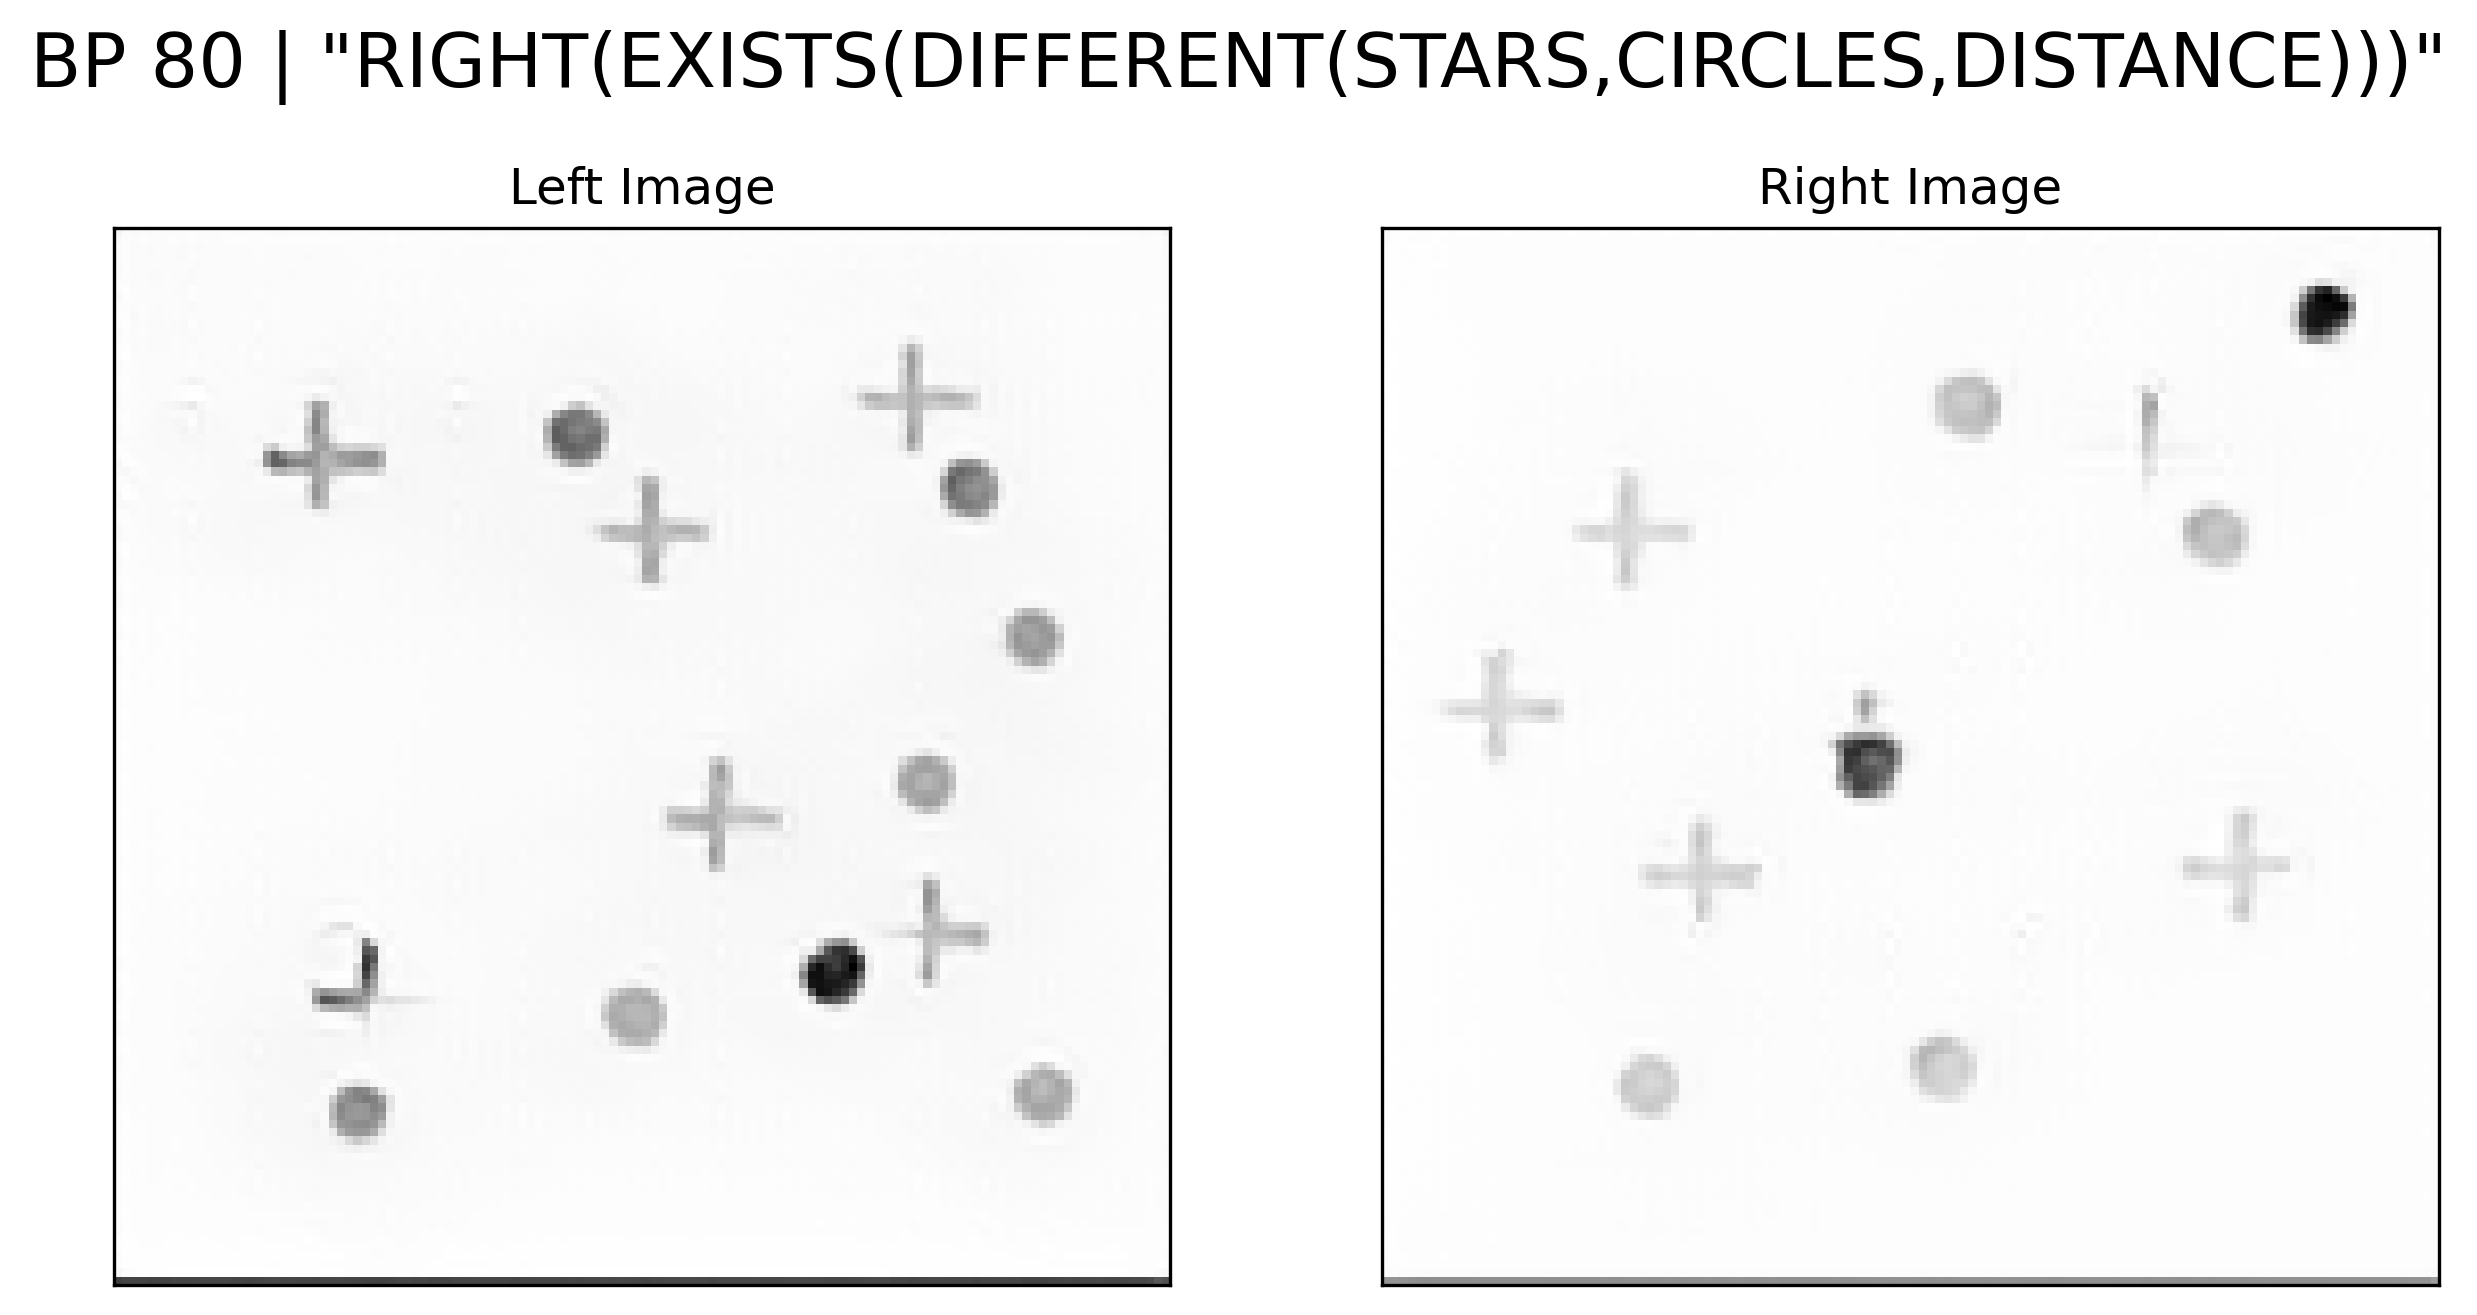 BP 80 | "RIGHT(EXISTS(DIFFERENT(STARS,CIRCLES,DISTANCE)))"
Left Image
Right Image